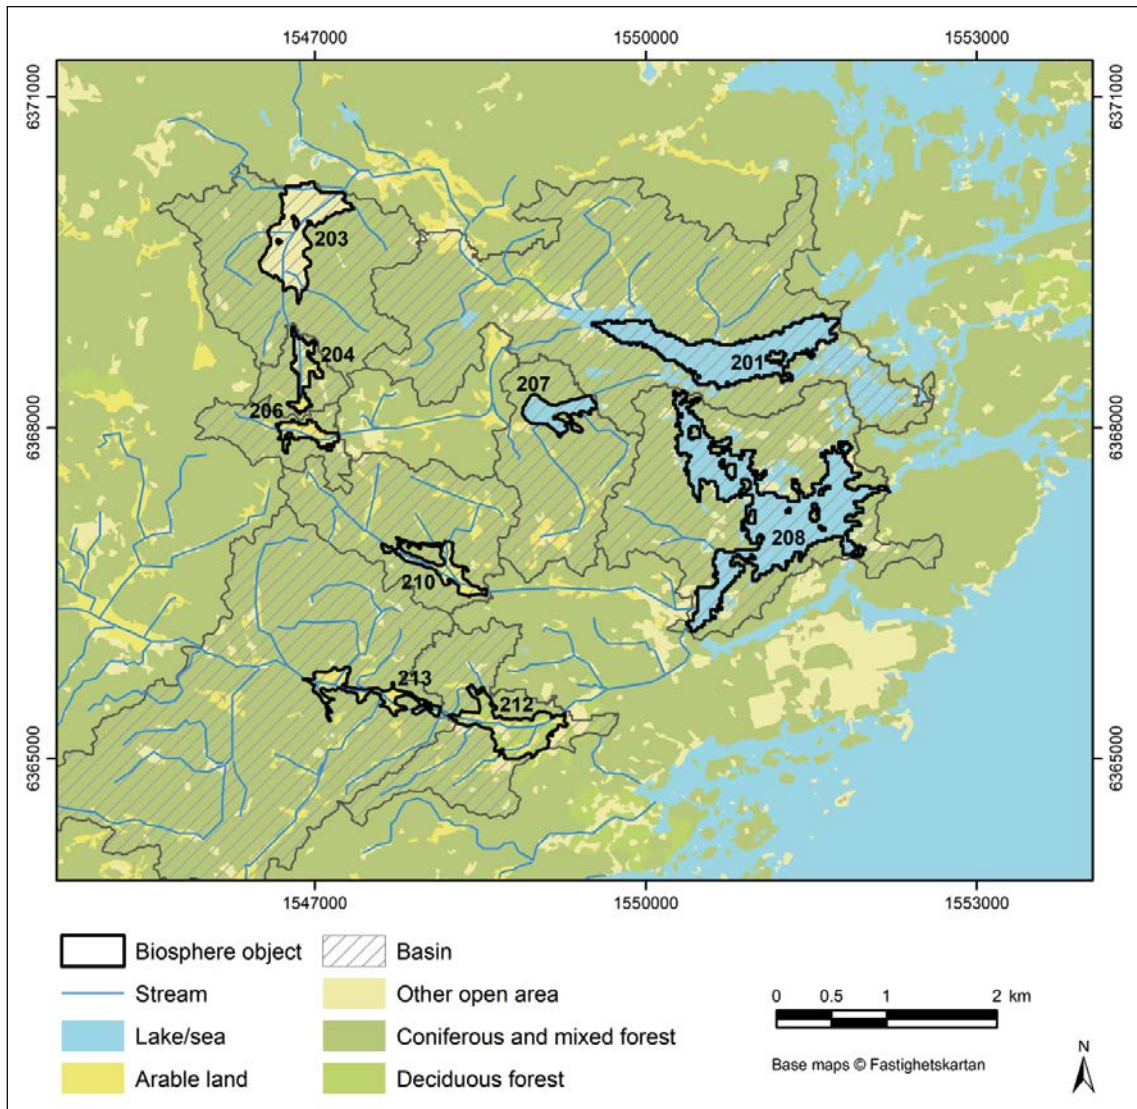 1547000 1550000 1553000
6371000 6371000
203
204
201
207
206
6368000 6368000
208
210
213
212
6365000 6365000
1547000 1550000 1553000
Biosphere object Basin
Stream Other open area
Lake/sea Coniferous and mixed forest
Arable land Deciduous forest
0 0.5 1 2 km
Base maps © Fastighetskartan
N